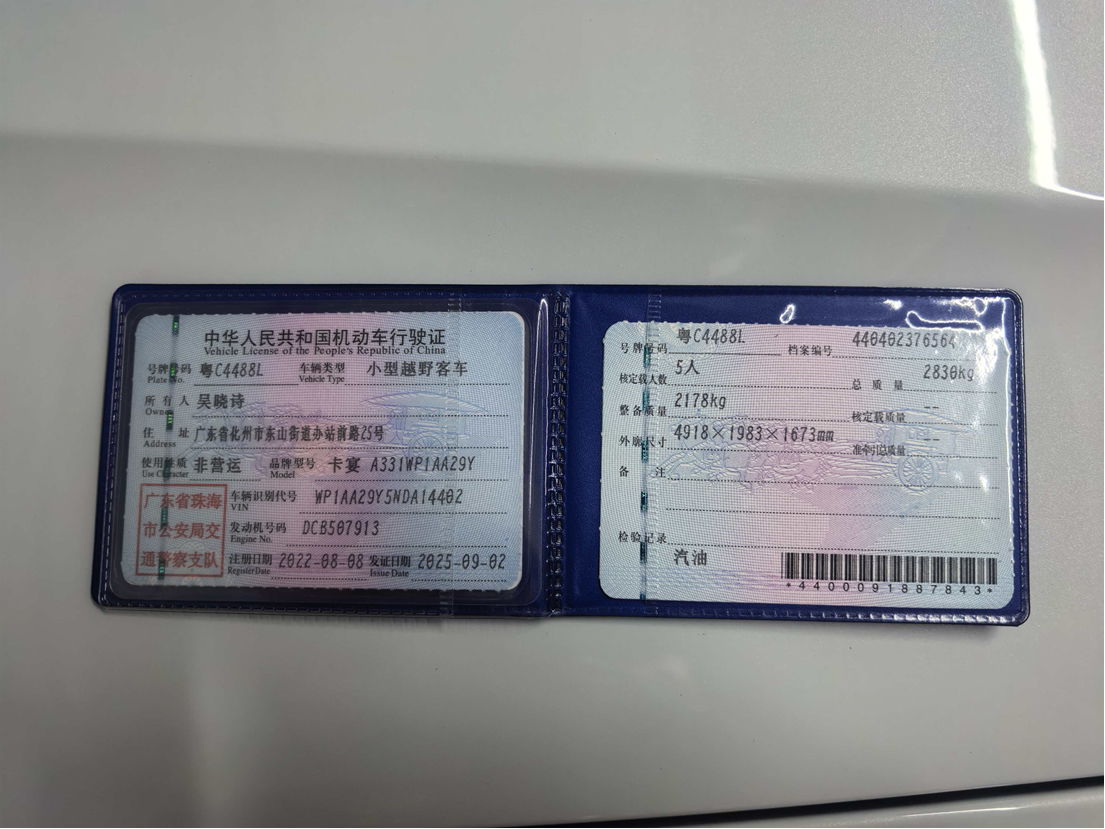 中华人民共和国机动车行驶证
Vehicle License of the People's Republic of China
号牌号码 粤C4488L 车辆类型 小型越野客车
Plate No. Vehicle Type
所有人 吴晓诗
Owner
住址 广东省化州市东山街道办站前路25号
Address
使用性质 非营运 品牌型号 卡宴 A331WP1AA29Y
Use Character Model
广东省珠海
市公安局交
通警察支队
车辆识别代号 WP1AA29Y5NDA14402
VIN
发动机号码 DCB507913
Engine No.
注册日期 2022-08-08 发证日期 2025-09-02
Register Date Issue Date
号牌号码 粤C4488L 档案编号 440402376564
核定载人数 5人 总质量 2830kg
整备质量 2178kg 核定载质量 --
外廓尺寸 4918×1983×1673mm 准牵引总质量 --
备注
检验记录
汽油
*4400091887843*